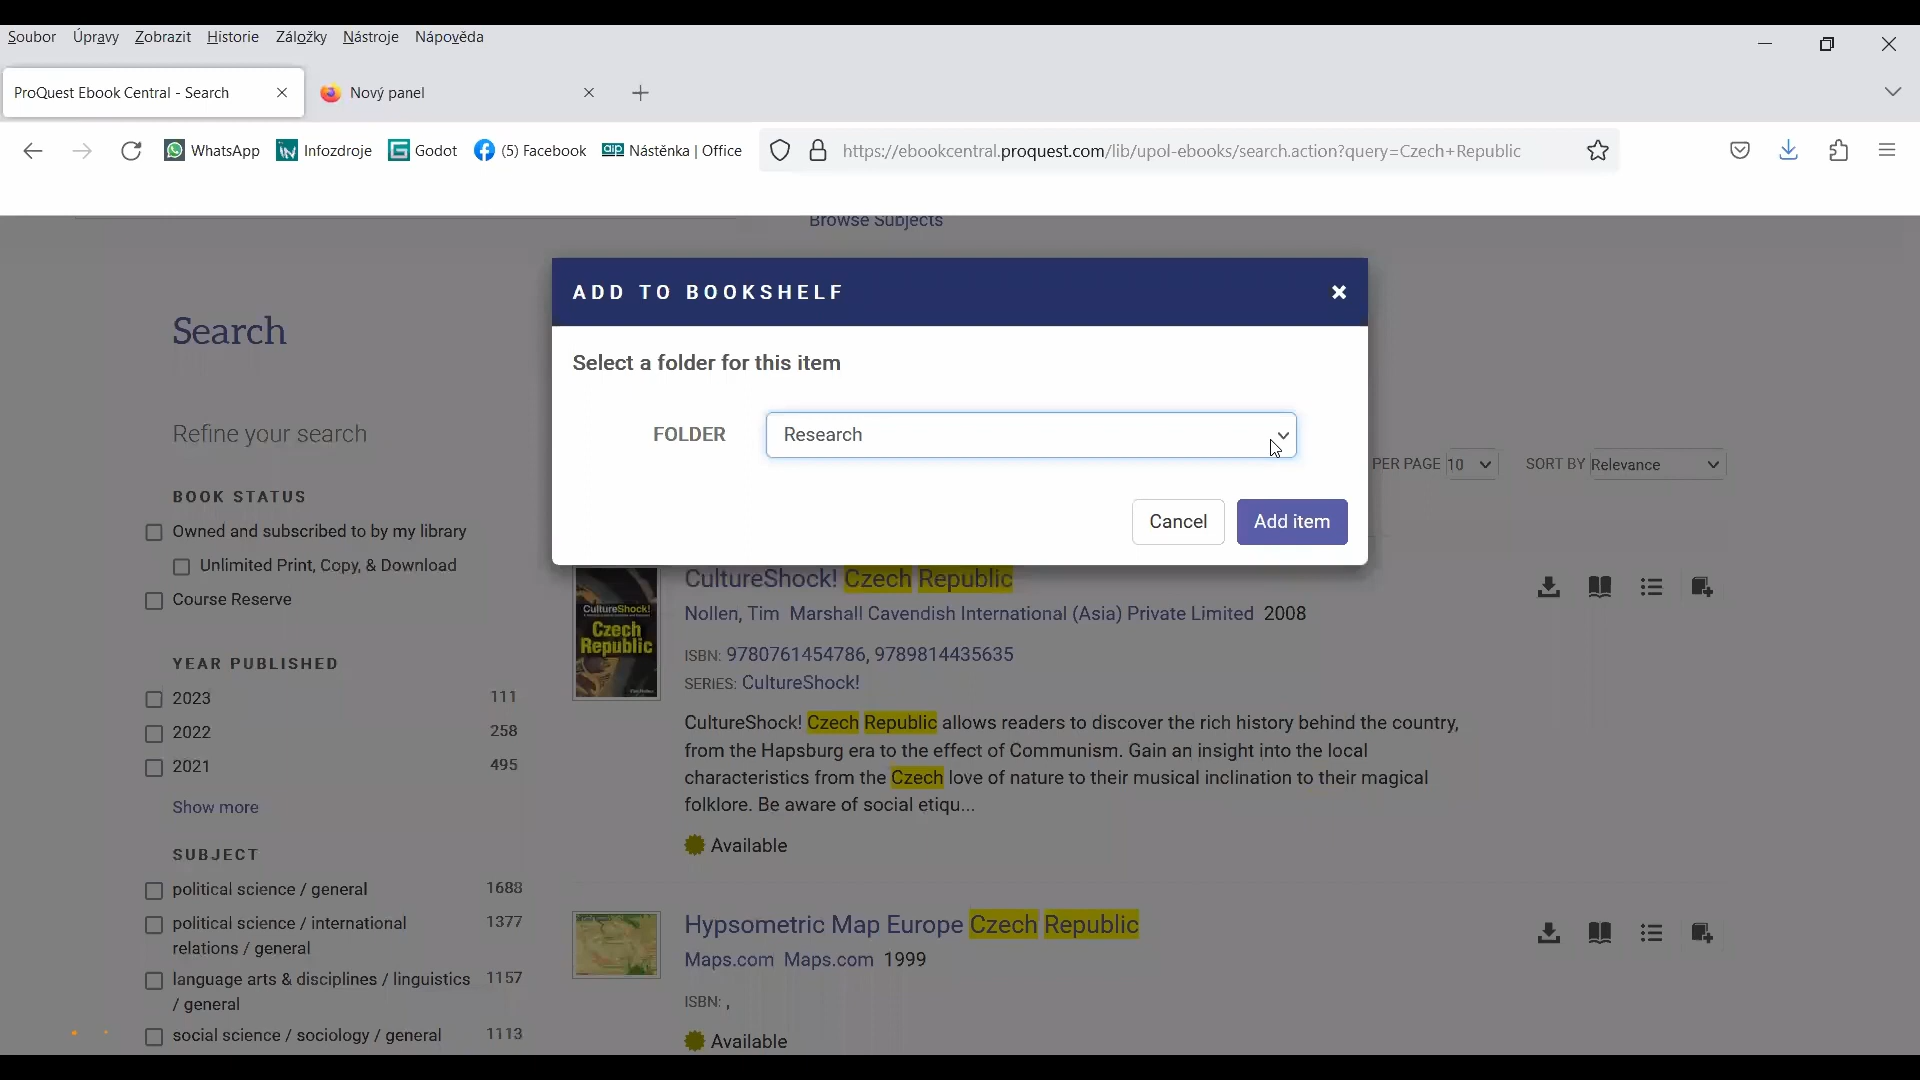 Soubor Úpravy Zobrazit Historie Záložky Nástroje Nápověda
ProQuest Ebook Central - Search
Nový panel
WhatsApp Infozdroje Godot (5) Facebook Nástěnka | Office
https://ebookcentral.proquest.com/lib/upol-ebooks/search.action?query=Czech+Republic
Browse Subjects
ADD TO BOOKSHELF
Select a folder for this item
FOLDER Research
Cancel Add item
Search
Refine your search
PER PAGE 10 SORT BY Relevance
BOOK STATUS
Owned and subscribed to by my library
Unlimited Print, Copy, & Download
Course Reserve
YEAR PUBLISHED
2023 111
2022 258
2021 495
Show more
SUBJECT
political science / general 1688
political science / international 1377
relations / general
language arts & disciplines / linguistics 1157
/ general
social science / sociology / general 1113
CultureShock!
Czech
Republic
CultureShock! Czech Republic
Nollen, Tim Marshall Cavendish International (Asia) Private Limited 2008
ISBN: 9780761454786, 9789814435635
SERIES: CultureShock!
CultureShock! Czech Republic allows readers to discover the rich history behind the country,
from the Hapsburg era to the effect of Communism. Gain an insight into the local
characteristics from the Czech love of nature to their musical inclination to their magical
folklore. Be aware of social etiqu...
Available
Hypsometric Map Europe Czech Republic
Maps.com Maps.com 1999
ISBN: ,
Available